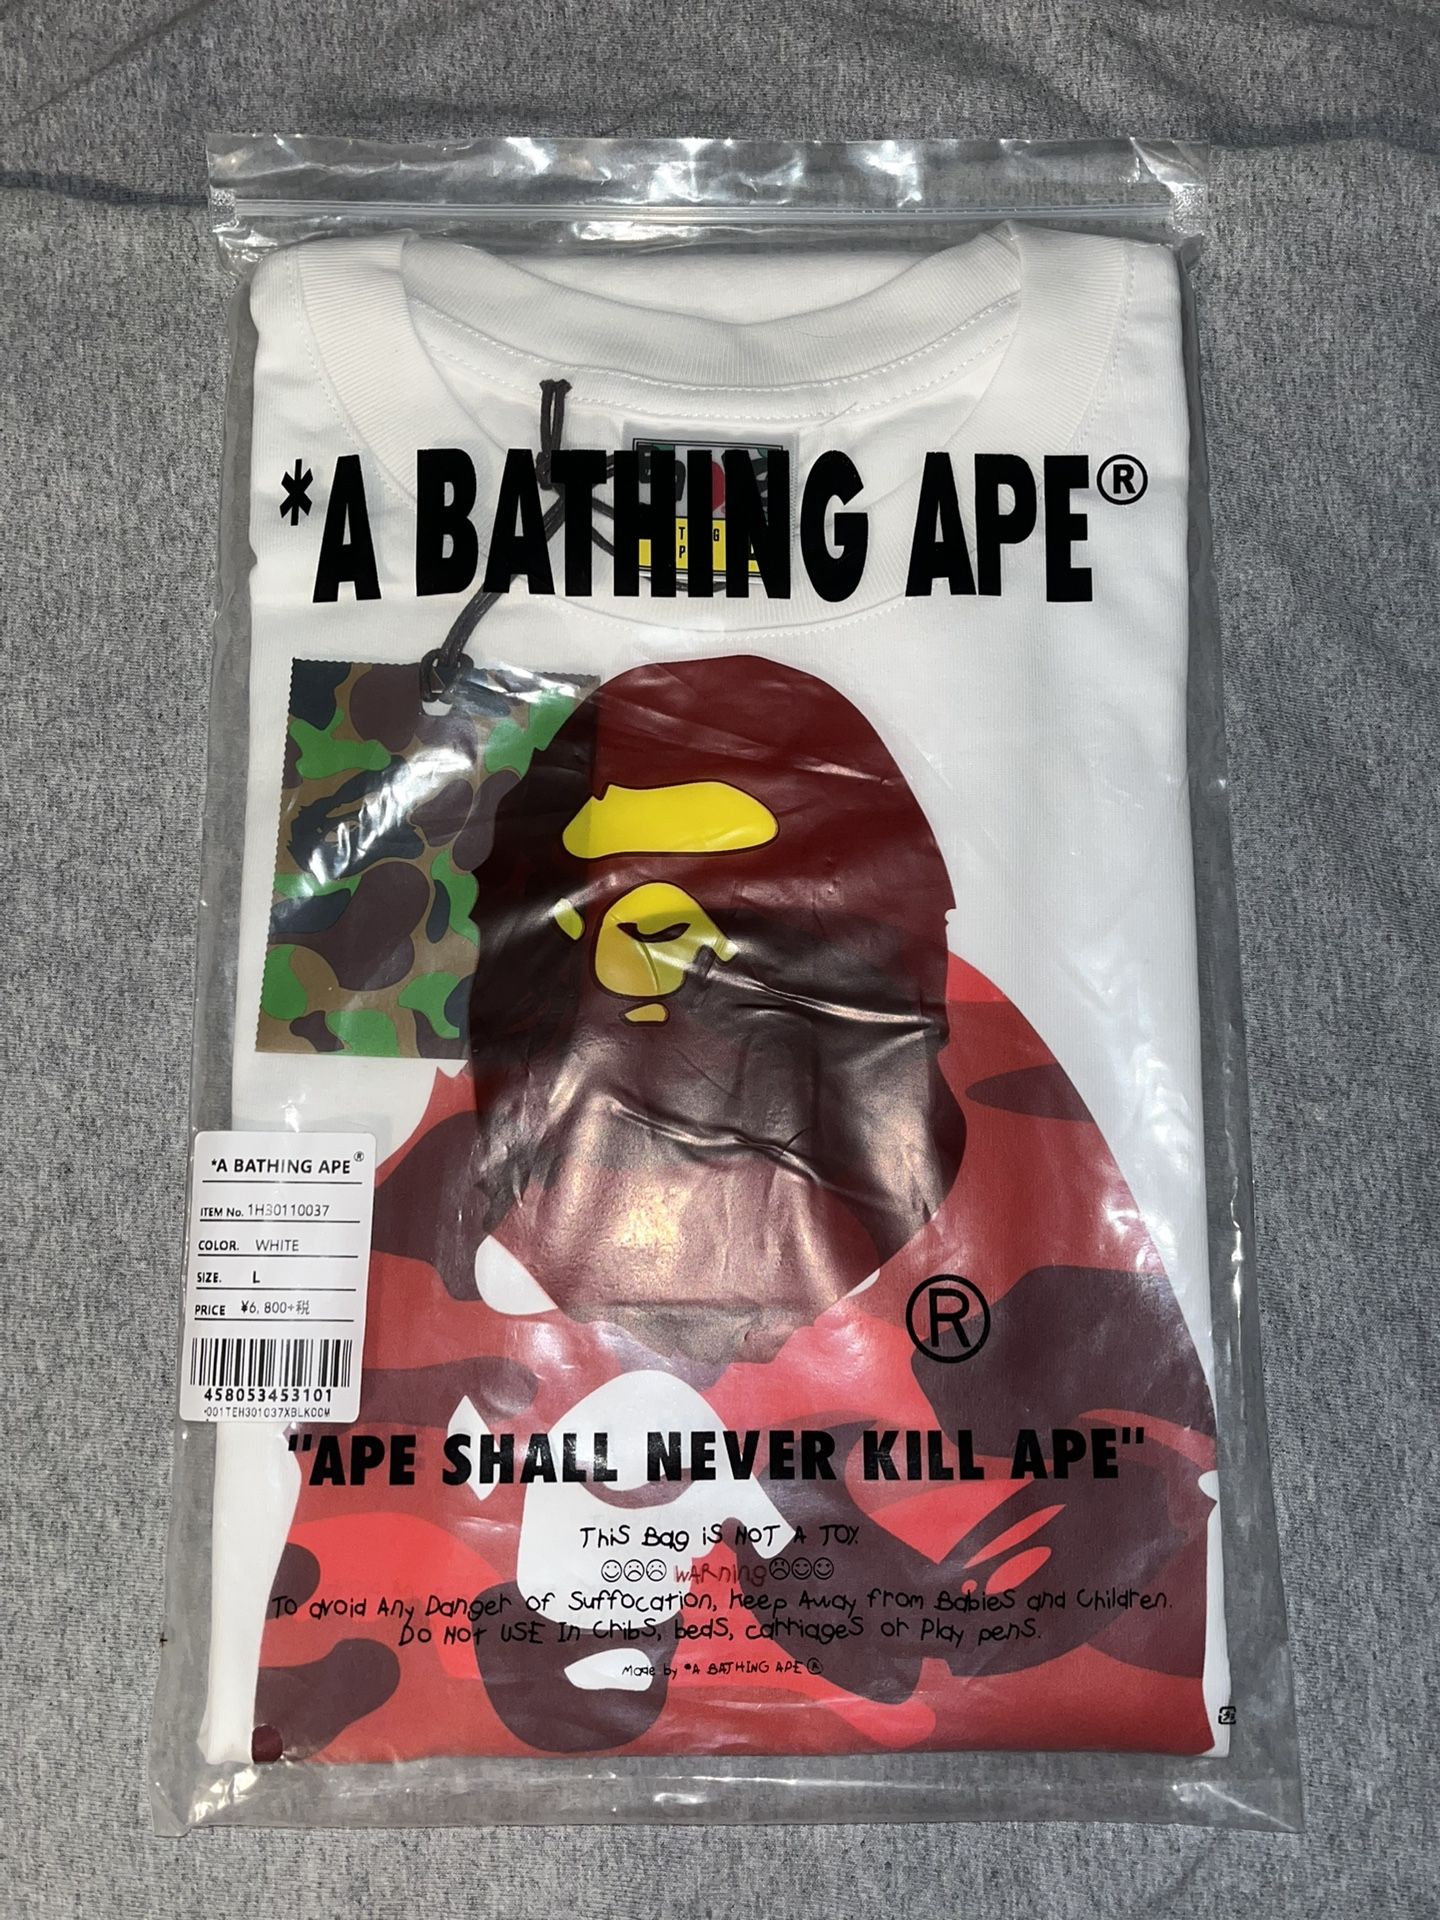 *A BATHING APE®
*A BATHING APE®
ITEM No. 1H30110037
COLOR. WHITE
SIZE. L
PRICE ¥6,800+税
458053453101
001TEH301037XBLKOCM
®
"APE SHALL NEVER KILL APE"
This Bag is NOT A TOY.
☺☹☹ WARning☹☺☺
To avoid Any Danger of Suffocation, Keep Away from Babies and Children.
Do Not USE In Cribs, beds, carriages or Play pens.
Made by *A BATHING APE®